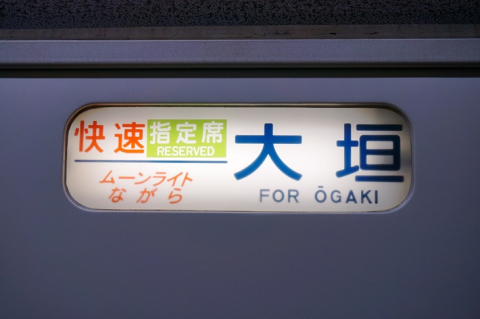 快速 指定席
RESERVED
ムーンライト
ながら
大垣
FOR ŌGAKI